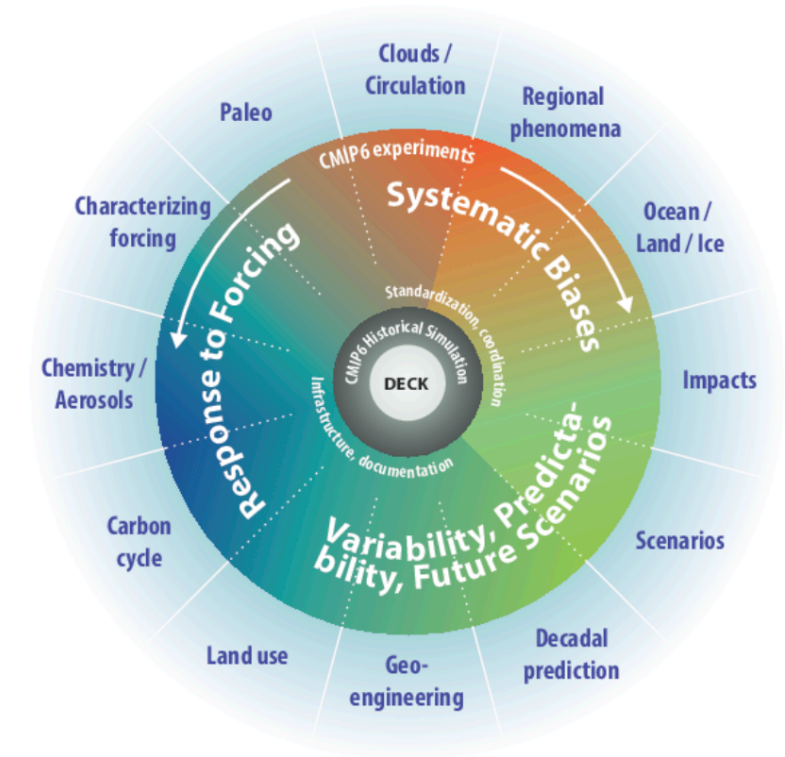 Clouds /
Circulation
Regional
phenomena
Ocean /
Land / Ice
Impacts
Scenarios
Decadal
prediction
Geo-
engineering
Land use
Carbon
cycle
Chemistry /
Aerosols
Characterizing
forcing
Paleo
CMIP6 experiments
Systematic Biases
Variability, Predicta-
bility, Future Scenarios
Response to Forcing
Standardization, coordination
Infrastructure, documentation
CMIP6 Historical Simulation
DECK